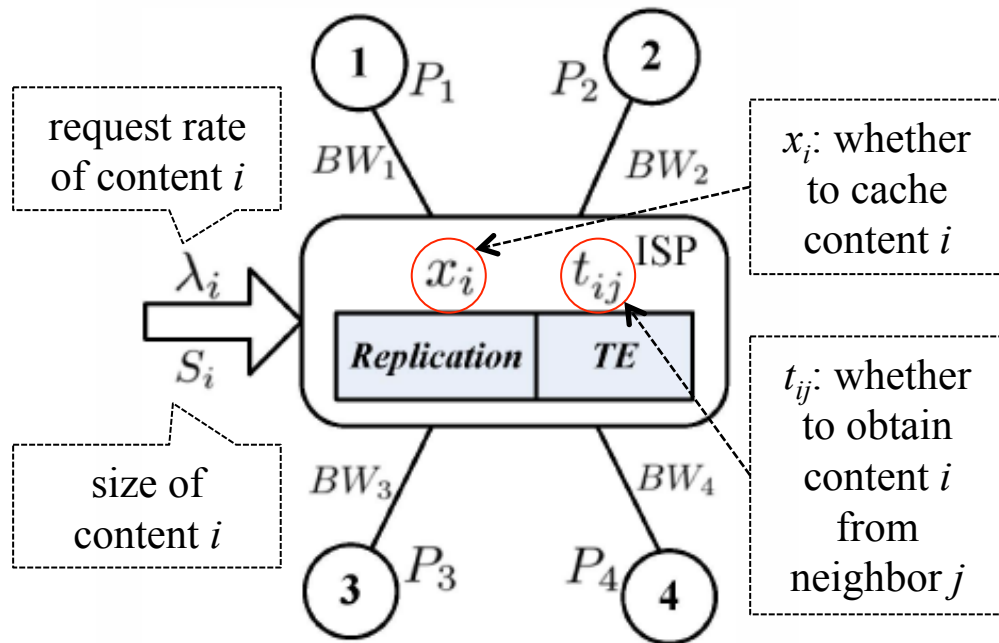 1
2
P₁
P₂
request rate
of content i
BW₁
BW₂
xᵢ: whether
to cache
content i
ISP
xᵢ
tᵢⱼ
λᵢ
Sᵢ
Replication
TE
tᵢⱼ: whether
to obtain
content i
from
neighbor j
size of
content i
BW₃
BW₄
P₃
P₄
3
4